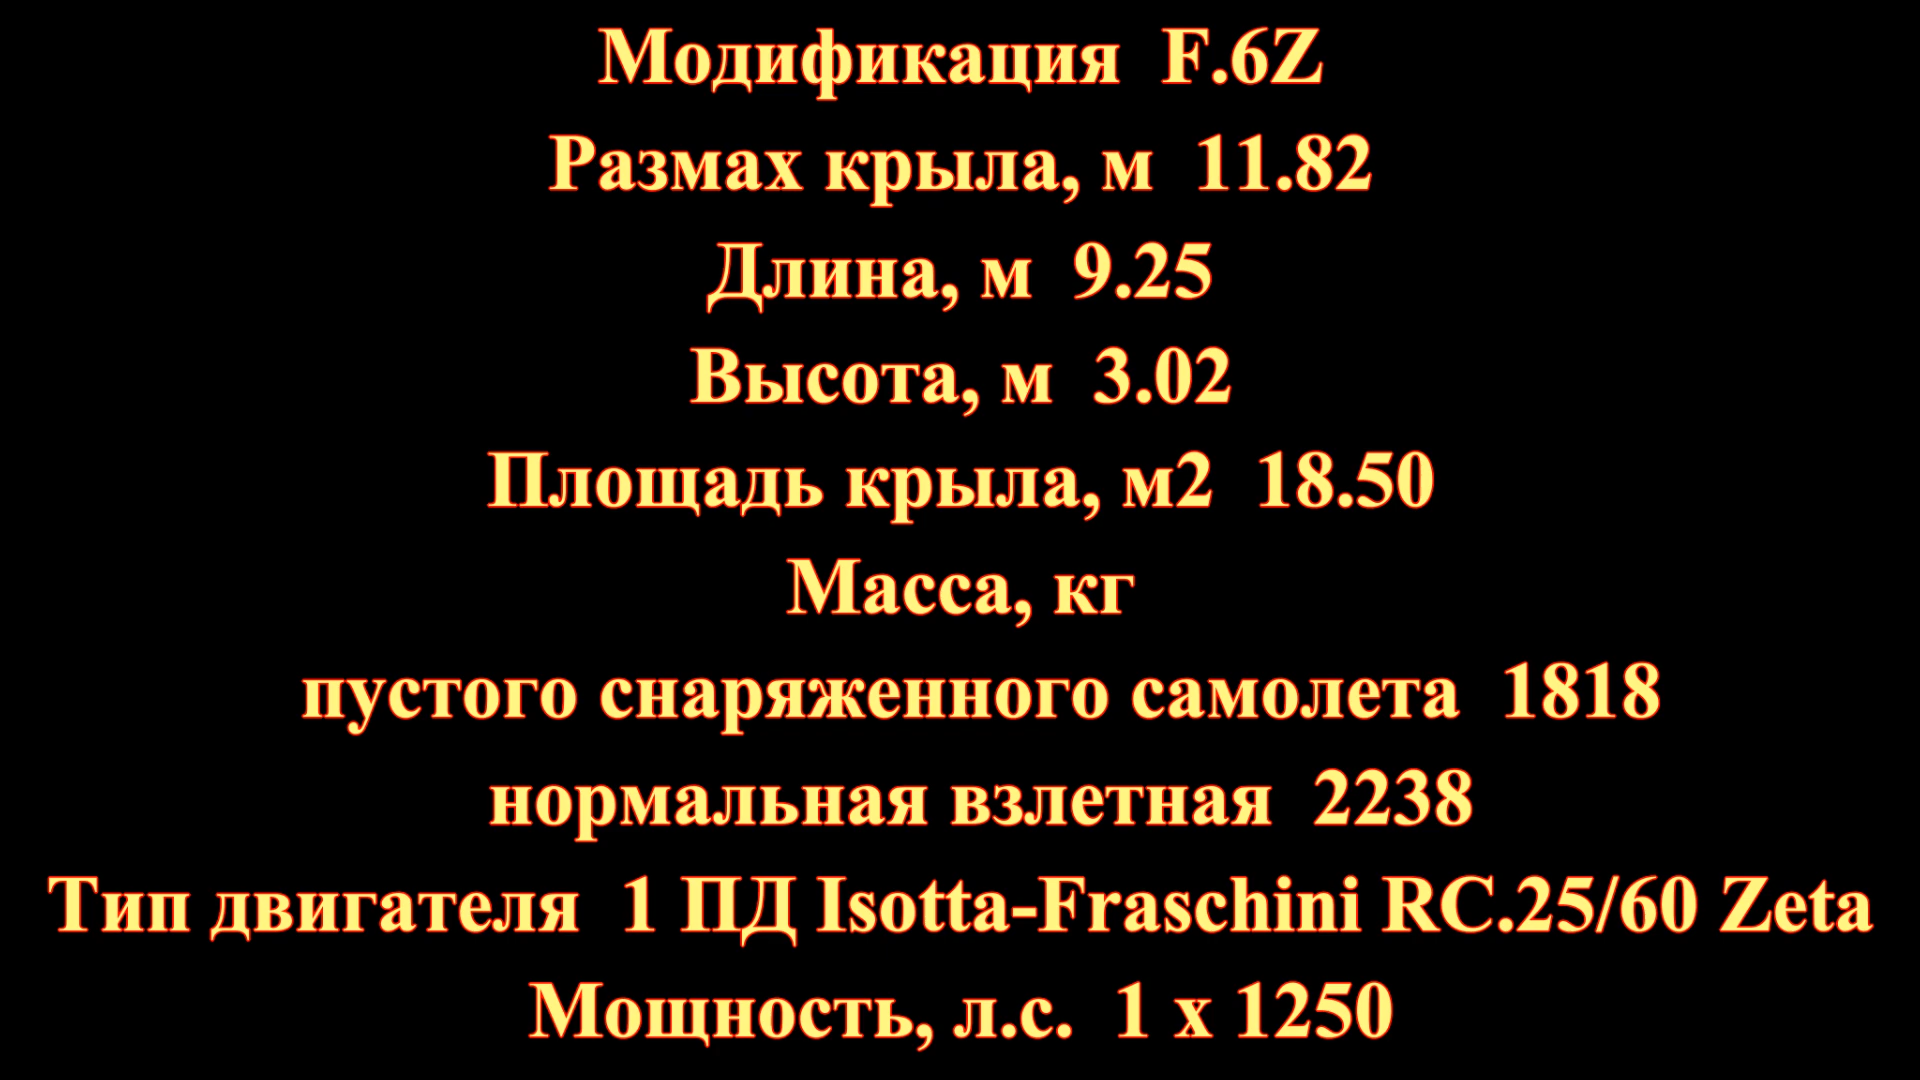 Модификация F.6Z
Размах крыла, м 11.82
Длина, м 9.25
Высота, м 3.02
Площадь крыла, м2 18.50
Масса, кг
пустого снаряженного самолета 1818
нормальная взлетная 2238
Тип двигателя 1 ПД Isotta-Fraschini RC.25/60 Zeta
Мощность, л.с. 1 х 1250